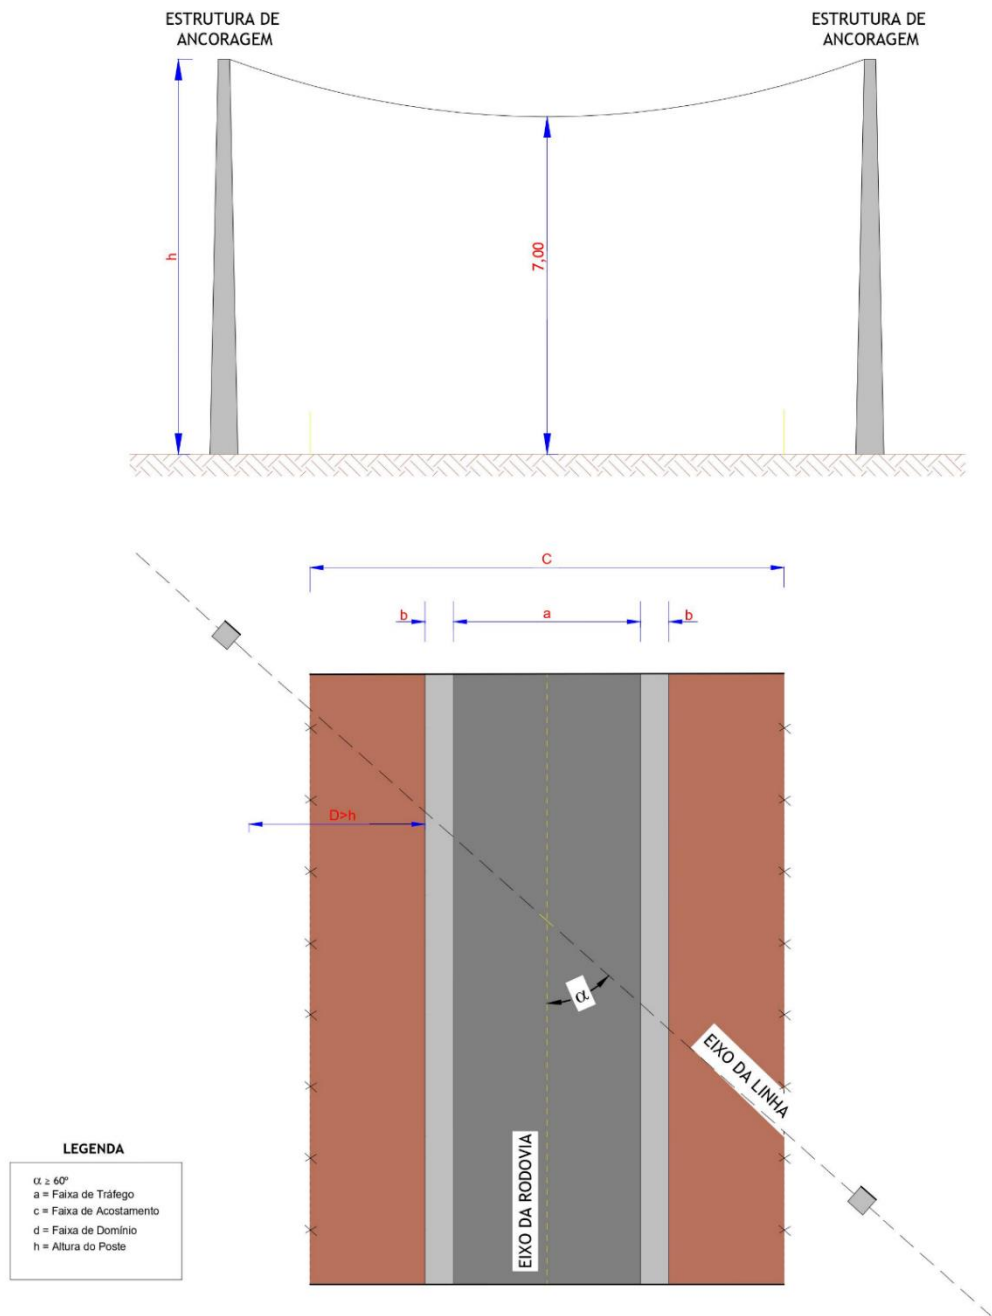 ESTRUTURA DE
ANCORAGEM
ESTRUTURA DE
ANCORAGEM
h
7,00
C
b
a
b
D>h
α
EIXO DA LINHA
EIXO DA RODOVIA
LEGENDA
α ≥ 60º
a = Faixa de Tráfego
c = Faixa de Acostamento
d = Faixa de Domínio
h = Altura do Poste